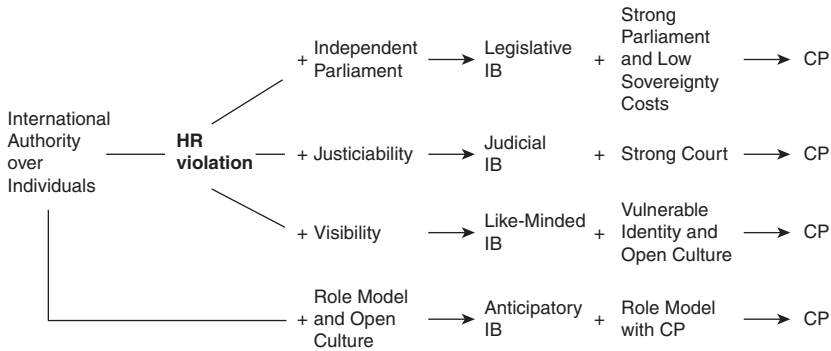 International
Authority
over
Individuals
HR
violation
+ Independent
Parliament
Legislative
IB
+
Strong
Parliament
and Low
Sovereignty
Costs
CP
+ Justiciability
Judicial
IB
+ Strong Court
CP
+ Visibility
Like-Minded
IB
+
Vulnerable
Identity and
Open Culture
CP
Role Model
+ and Open
Culture
Anticipatory
IB
+
Role Model
with CP
CP